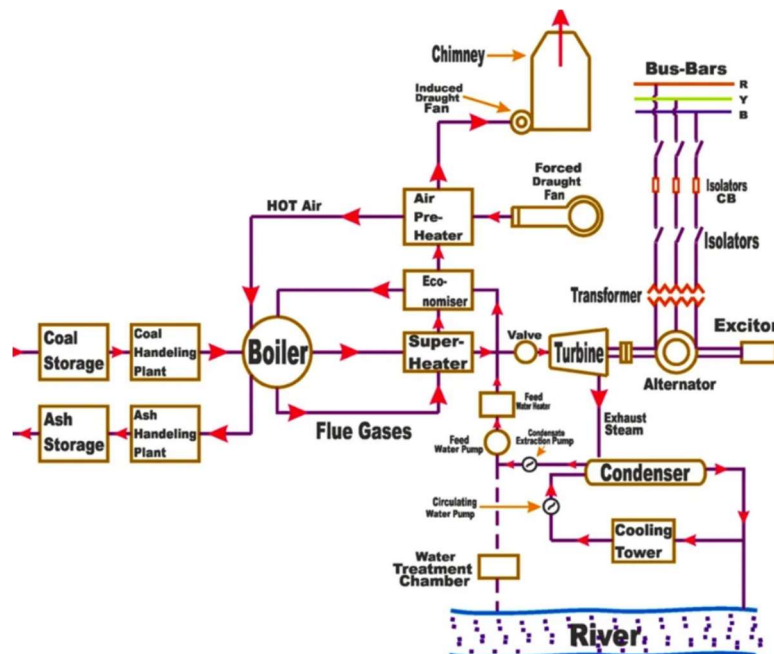 Chimney
Induced
Draught
Fan
Bus-Bars
R
Y
B
Forced
Draught
Fan
Isolators
CB
HOT Air
Air
Pre-
Heater
Isolators
Eco-
nomiser
Transformer
Coal
Storage
Coal
Handeling
Plant
Boiler
Super-
Heater
Valve
Turbine
Excitor
Alternator
Ash
Storage
Ash
Handeling
Plant
Flue Gases
Feed
Water Heater
Exhaust
Steam
Feed
Water Pump
Condensate
Extraction Pump
Condenser
Circulating
Water Pump
Cooling
Tower
Water
Treatment
Chamber
River